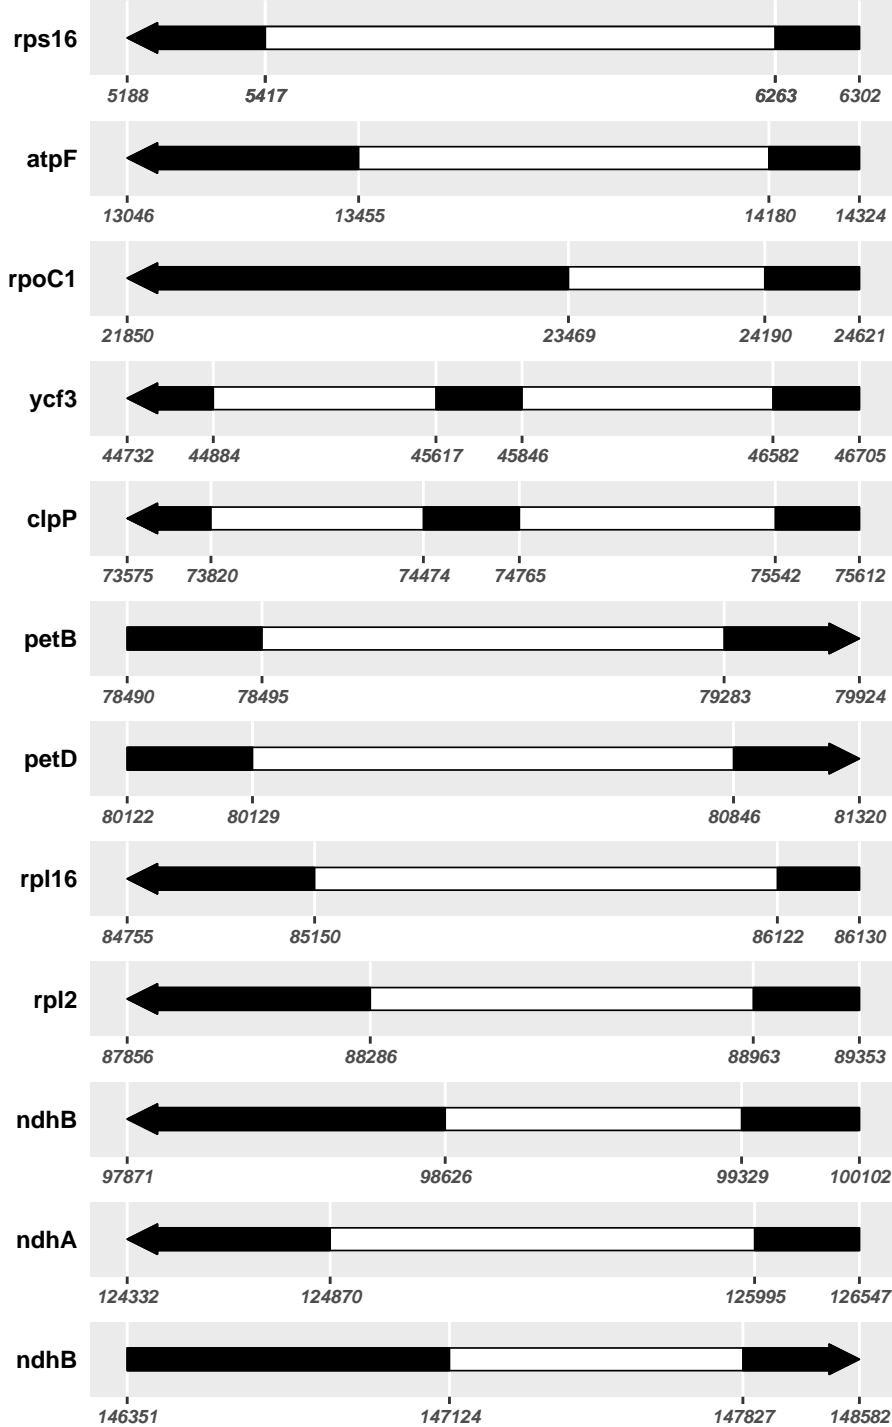 rps16
5188 5417 6263 6302
atpF
13046 13455 14180 14324
rpoC1
21850 23469 24190 24621
ycf3
44732 44884 45617 45846 46582 46705
clpP
73575 73820 74474 74765 75542 75612
petB
78490 78495 79283 79924
petD
80122 80129 80846 81320
rpl16
84755 85150 86122 86130
rpl2
87856 88286 88963 89353
ndhB
97871 98626 99329 100102
ndhA
124332 124870 125995 126547
ndhB
146351 147124 147827 148582